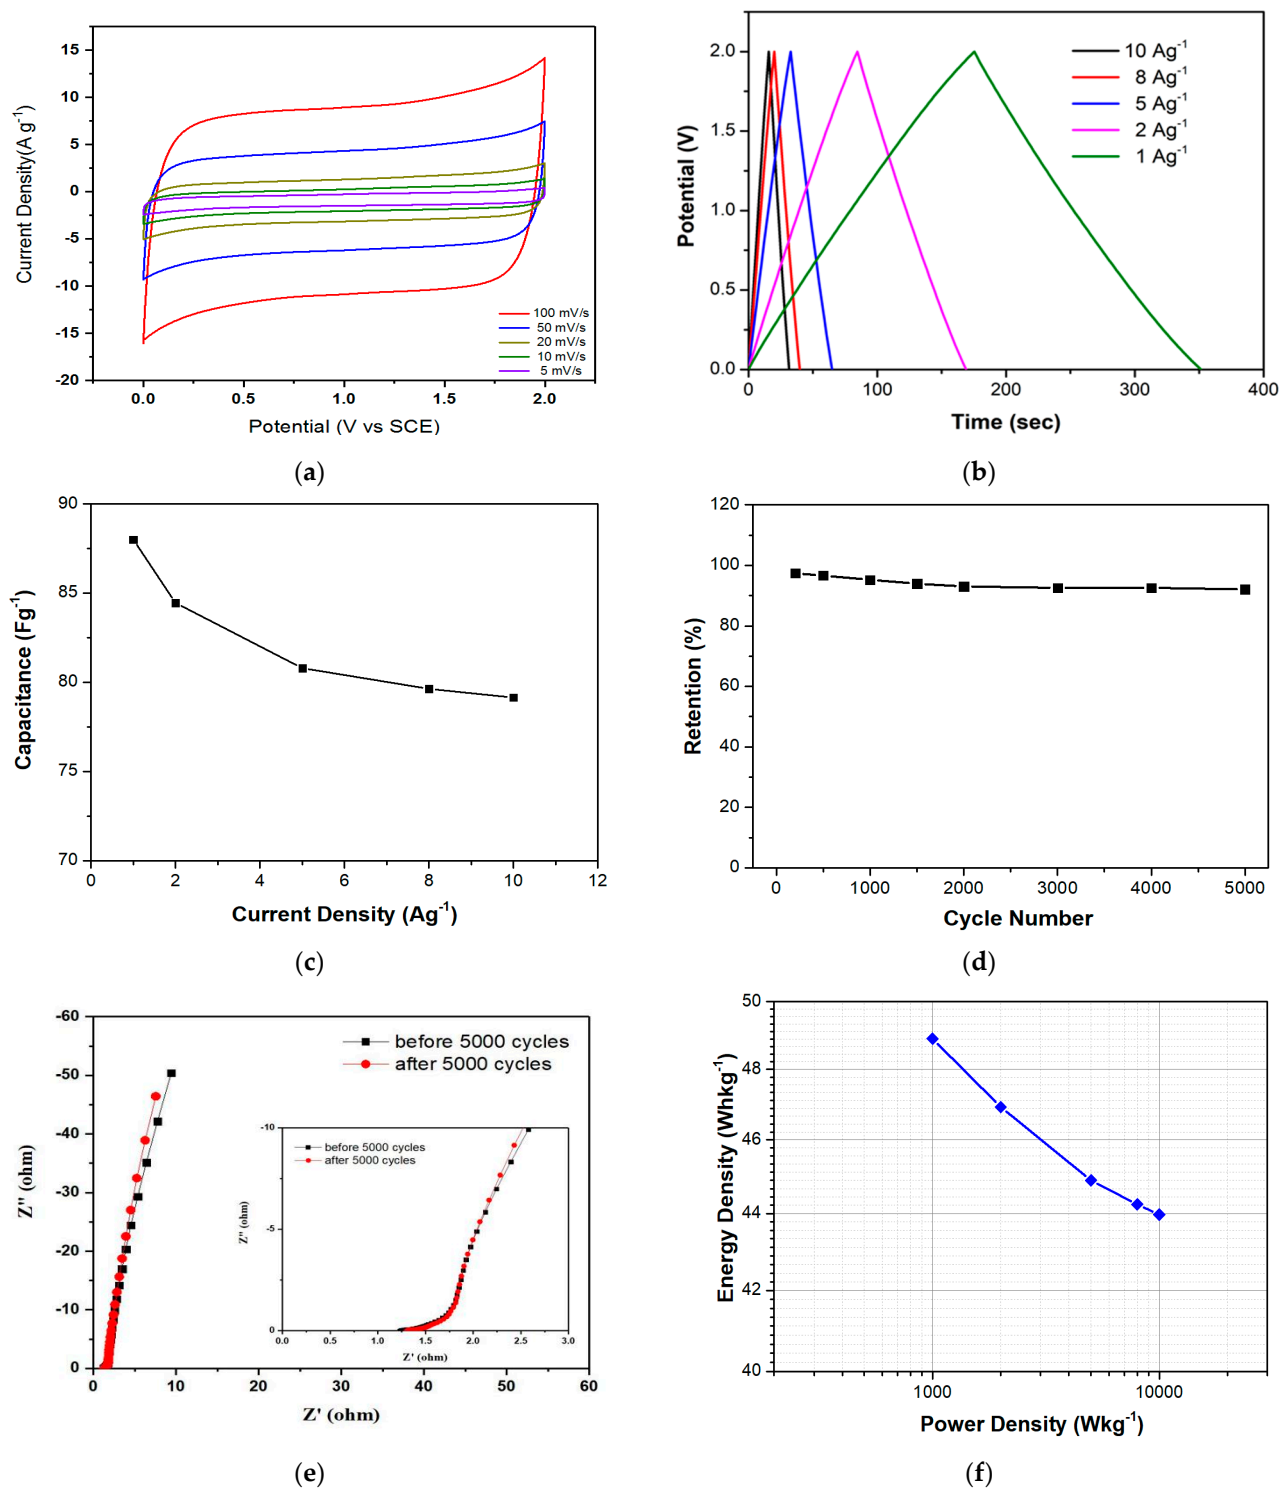 17.5
15
10
5
0
-5
-10
-15
-20
Current Density(A g⁻¹)
100 mV/s
50 mV/s
20 mV/s
10 mV/s
5 mV/s
0.0 0.5 1.0 1.5 2.0
Potential (V vs SCE)
(a)
2.0
1.5
1.0
0.5
0.0
Potential (V)
10 Ag⁻¹
8 Ag⁻¹
5 Ag⁻¹
2 Ag⁻¹
1 Ag⁻¹
0 100 200 300 400
Time (sec)
(b)
90
85
80
75
70
Capacitance (Fg⁻¹)
0 2 4 6 8 10 12
Current Density (Ag⁻¹)
(c)
120
100
80
60
40
20
0
Retention (%)
0 1000 2000 3000 4000 5000
Cycle Number
(d)
-60
-50
-40
-30
-20
-10
0
Z'' (ohm)
before 5000 cycles
after 5000 cycles
-10
-5
0
Z'' (ohm)
before 5000 cycles
after 5000 cycles
0.0 0.5 1.0 1.5 2.0 2.5 3.0
Z' (ohm)
0 10 20 30 40 50 60
Z' (ohm)
(e)
50
48
46
44
42
40
Energy Density (Whkg⁻¹)
1000 10000
Power Density (Wkg⁻¹)
(f)